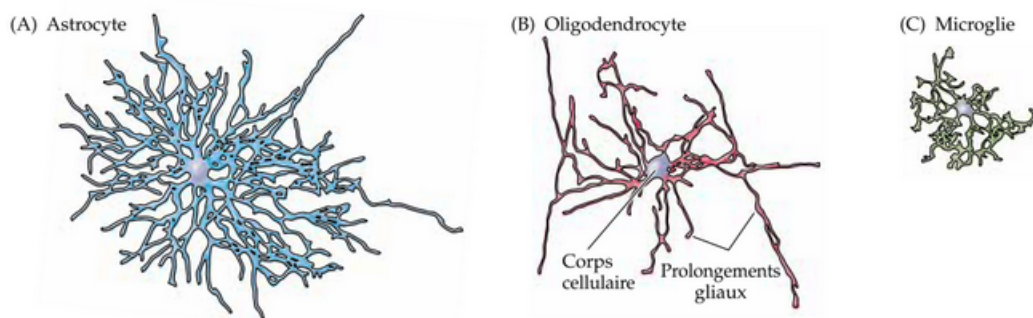 (A) Astrocyte
(B) Oligodendrocyte
(C) Microglie
Corps
cellulaire
Prolongements
gliaux